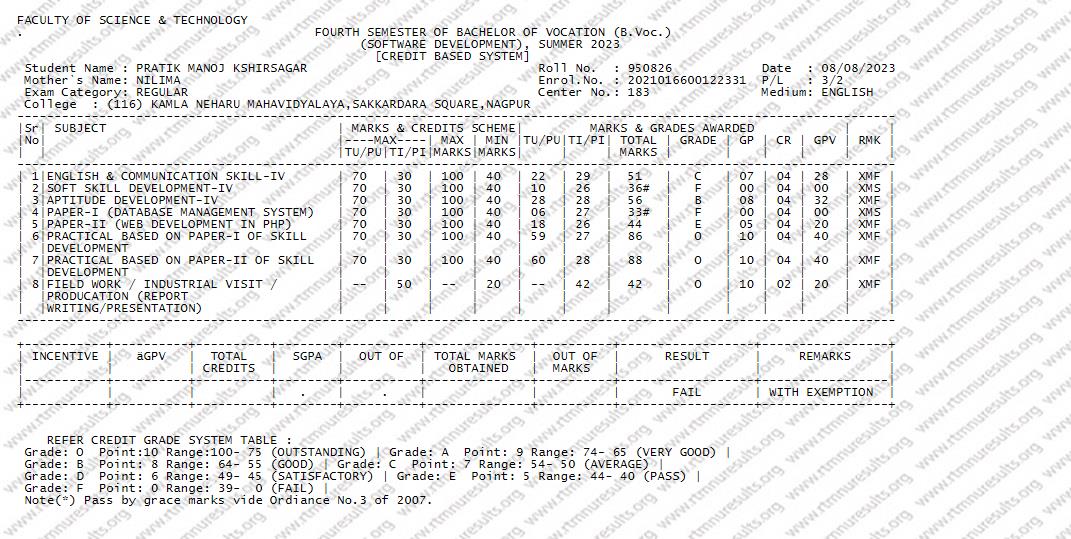 FACULTY OF SCIENCE & TECHNOLOGY
.
FOURTH SEMESTER OF BACHELOR OF VOCATION (B.Voc.)
(SOFTWARE DEVELOPMENT), SUMMER 2023
[CREDIT BASED SYSTEM]
Student Name : PRATIK MANOJ KSHIRSAGAR Roll No. : 950826 Date : 08/08/2023
Mother`s Name: NILIMA Enrol.No. : 2021016600122331 P/L : 3/2
Exam Category: REGULAR Center No.: 183 Medium: ENGLISH
College : (116) KAMLA NEHARU MAHAVIDYALAYA,SAKKARDARA SQUARE,NAGPUR
|Sr| SUBJECT | MARKS & CREDITS SCHEME| MARKS & GRADES AWARDED | |
|No| |----MAX----| MAX | MIN |TU/PU|TI/PI| TOTAL | GRADE | GP | CR | GPV | RMK |
| | |TU/PU|TI/PI|MARKS|MARKS| | | MARKS | | | | | |
| 1|ENGLISH & COMMUNICATION SKILL-IV | 70 | 30 | 100 | 40 | 22 | 29 | 51 | C | 07 | 04 | 28 | XMF |
| 2|SOFT SKILL DEVELOPMENT-IV | 70 | 30 | 100 | 40 | 10 | 26 | 36# | F | 00 | 04 | 00 | XMS |
| 3|APTITUDE DEVELOPMENT-IV | 70 | 30 | 100 | 40 | 28 | 28 | 56 | B | 08 | 04 | 32 | XMF |
| 4|PAPER-I (DATABASE MANAGEMENT SYSTEM) | 70 | 30 | 100 | 40 | 06 | 27 | 33# | F | 00 | 04 | 00 | XMS |
| 5|PAPER-II (WEB DEVELOPMENT IN PHP) | 70 | 30 | 100 | 40 | 18 | 26 | 44 | E | 05 | 04 | 20 | XMF |
| 6|PRACTICAL BASED ON PAPER-I OF SKILL | 70 | 30 | 100 | 40 | 59 | 27 | 86 | O | 10 | 04 | 40 | XMF |
DEVELOPMENT
| 7|PRACTICAL BASED ON PAPER-II OF SKILL | 70 | 30 | 100 | 40 | 60 | 28 | 88 | O | 10 | 04 | 40 | XMF |
DEVELOPMENT
| 8|FIELD WORK / INDUSTRIAL VISIT / | -- | 50 | -- | 20 | -- | 42 | 42 | O | 10 | 02 | 20 | XMF |
PRODUCATION (REPORT
WRITING/PRESENTATION)
| INCENTIVE | äGPV | TOTAL | SGPA | OUT OF | TOTAL MARKS | OUT OF | RESULT | REMARKS |
| | | CREDITS | | | OBTAINED | MARKS | | |
| | | | . | . | | | FAIL | WITH EXEMPTION |
REFER CREDIT GRADE SYSTEM TABLE :
Grade: O Point:10 Range:100- 75 (OUTSTANDING) | Grade: A Point: 9 Range: 74- 65 (VERY GOOD) |
Grade: B Point: 8 Range: 64- 55 (GOOD) | Grade: C Point: 7 Range: 54- 50 (AVERAGE) |
Grade: D Point: 6 Range: 49- 45 (SATISFACTORY) | Grade: E Point: 5 Range: 44- 40 (PASS) |
Grade: F Point: 0 Range: 39- 0 (FAIL) |
Note(*) Pass by grace marks vide Ordiance No.3 of 2007.
www.rtmnuresults.org